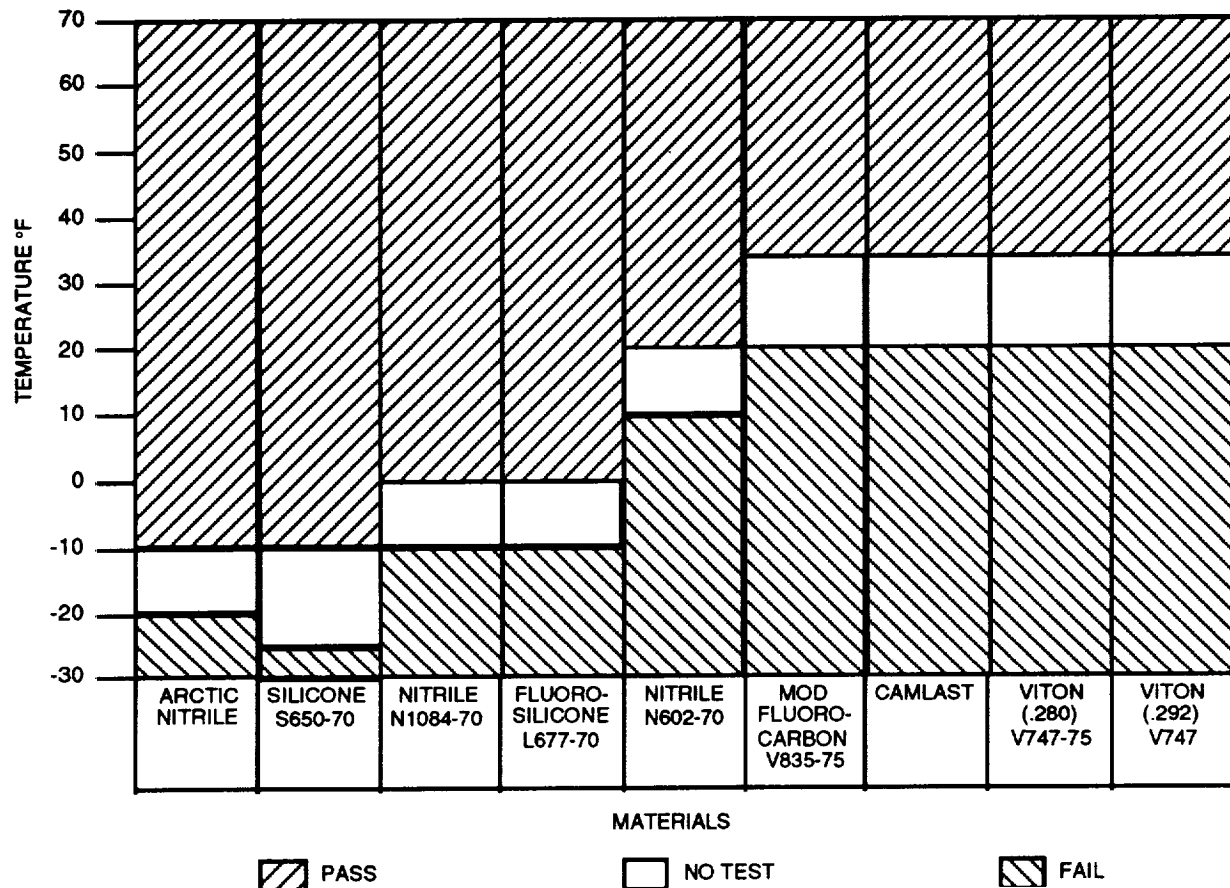 70
60
50
40
30
20
10
0
-10
-20
-30
TEMPERATURE °F
ARCTIC
NITRILE
SILICONE
S650-70
NITRILE
N1084-70
FLUORO-
SILICONE
L677-70
NITRILE
N602-70
MOD
FLUORO-
CARBON
V835-75
CAMLAST
VITON
(.280)
V747-75
VITON
(.292)
V747
MATERIALS
PASS
NO TEST
FAIL